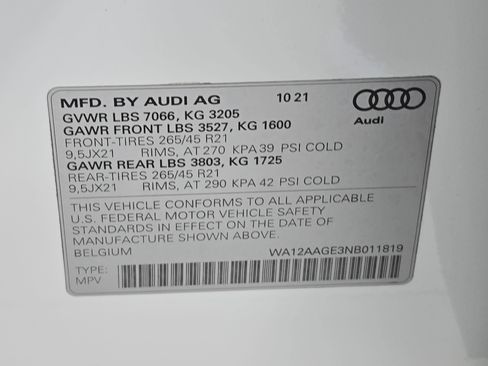 MFD. BY AUDI AG 10 21
GVWR LBS 7066, KG 3205
GAWR FRONT LBS 3527, KG 1600
FRONT-TIRES 265/45 R21
9,5JX21 RIMS, AT 270 KPA 39 PSI COLD
GAWR REAR LBS 3803, KG 1725
REAR-TIRES 265/45 R21
9,5JX21 RIMS, AT 290 KPA 42 PSI COLD
Audi
THIS VEHICLE CONFORMS TO ALL APPLICABLE
U.S. FEDERAL MOTOR VEHICLE SAFETY
STANDARDS IN EFFECT ON THE DATE OF
MANUFACTURE SHOWN ABOVE.
BELGIUM WA12AAGE3NB011819
TYPE:
MPV